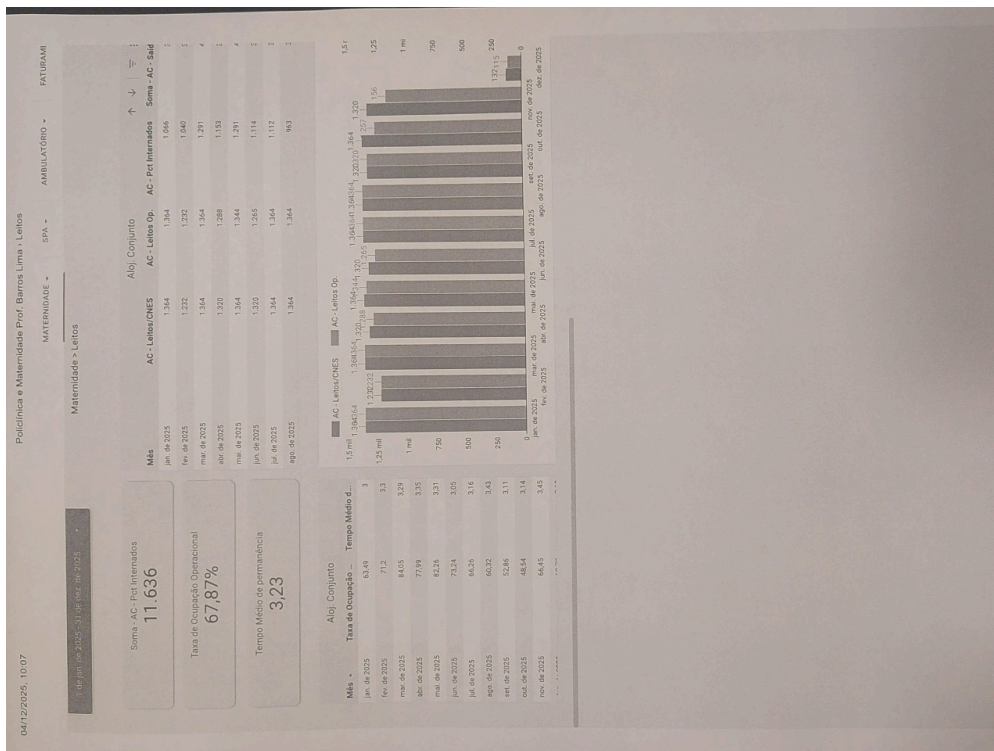 04/12/2025, 10:07
Policlínica e Maternidade Prof. Barros Lima › Leitos
MATERNIDADE
SPA
AMBULATÓRIO
FATURAMI
1 de jan. de 2025 - 31 de dez. de 2025
Maternidade > Leitos
Soma - AC - Pct Internados
11.636
Taxa de Ocupação Operacional
67,87%
Tempo Médio de permanência
3,23
Aloj. Conjunto
Mês AC - Leitos/CNES AC - Leitos Op. AC - Pct Internados Soma - AC - Said
jan. de 2025 1.364 1.364 1.066
fev. de 2025 1.232 1.232 1.040
mar. de 2025 1.364 1.364 1.291
abr. de 2025 1.320 1.288 1.153
mai. de 2025 1.364 1.344 1.291
jun. de 2025 1.320 1.265 1.114
jul. de 2025 1.364 1.364 1.112
ago. de 2025 1.364 1.364 963
Aloj. Conjunto
Mês Taxa de Ocupação ... Tempo Médio d...
jan. de 2025 63,49 3
fev. de 2025 71,2 3,3
mar. de 2025 84,05 3,29
abr. de 2025 77,99 3,35
mai. de 2025 82,26 3,31
jun. de 2025 73,24 3,05
jul. de 2025 66,26 3,16
ago. de 2025 60,32 3,43
set. de 2025 52,86 3,11
out. de 2025 48,54 3,14
nov. de 2025 66,45 3,45
AC - Leitos/CNES AC - Leitos Op.
1,5 mil
1,25 mil
1 mil
750
500
250
0
1,25
1 mil
750
500
250
0
jan. de 2025
fev. de 2025
mar. de 2025
abr. de 2025
mai. de 2025
jun. de 2025
jul. de 2025
ago. de 2025
set. de 2025
out. de 2025
nov. de 2025
dez. de 2025